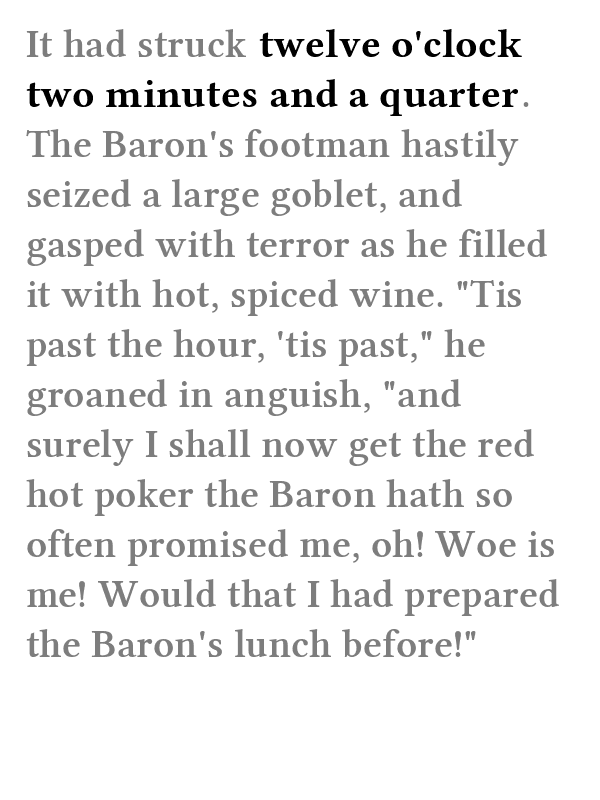 It had struck twelve o'clock
two minutes and a quarter.
The Baron's footman hastily
seized a large goblet, and
gasped with terror as he filled
it with hot, spiced wine. "Tis
past the hour, 'tis past," he
groaned in anguish, "and
surely I shall now get the red
hot poker the Baron hath so
often promised me, oh! Woe is
me! Would that I had prepared
the Baron's lunch before!"